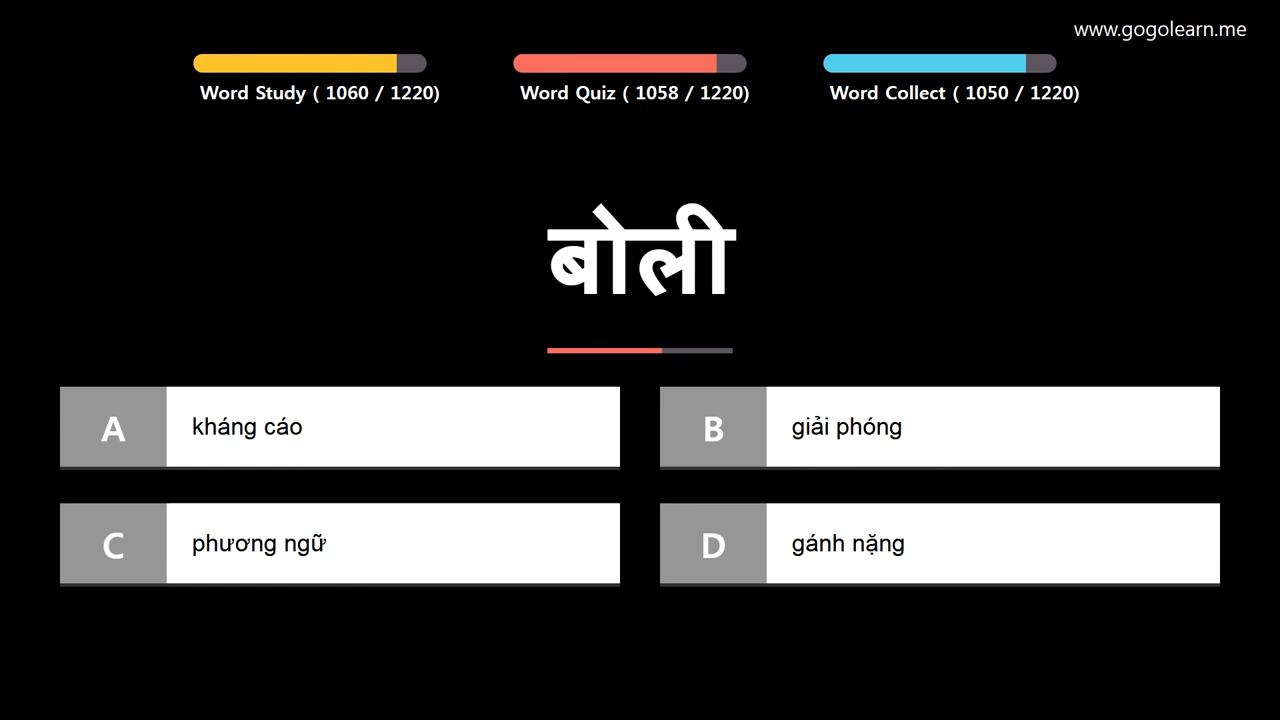 www.gogolearn.me
Word Study ( 1060 / 1220)
Word Quiz ( 1058 / 1220)
Word Collect ( 1050 / 1220)
बोली
A
kháng cáo
B
giải phóng
C
phương ngữ
D
gánh nặng